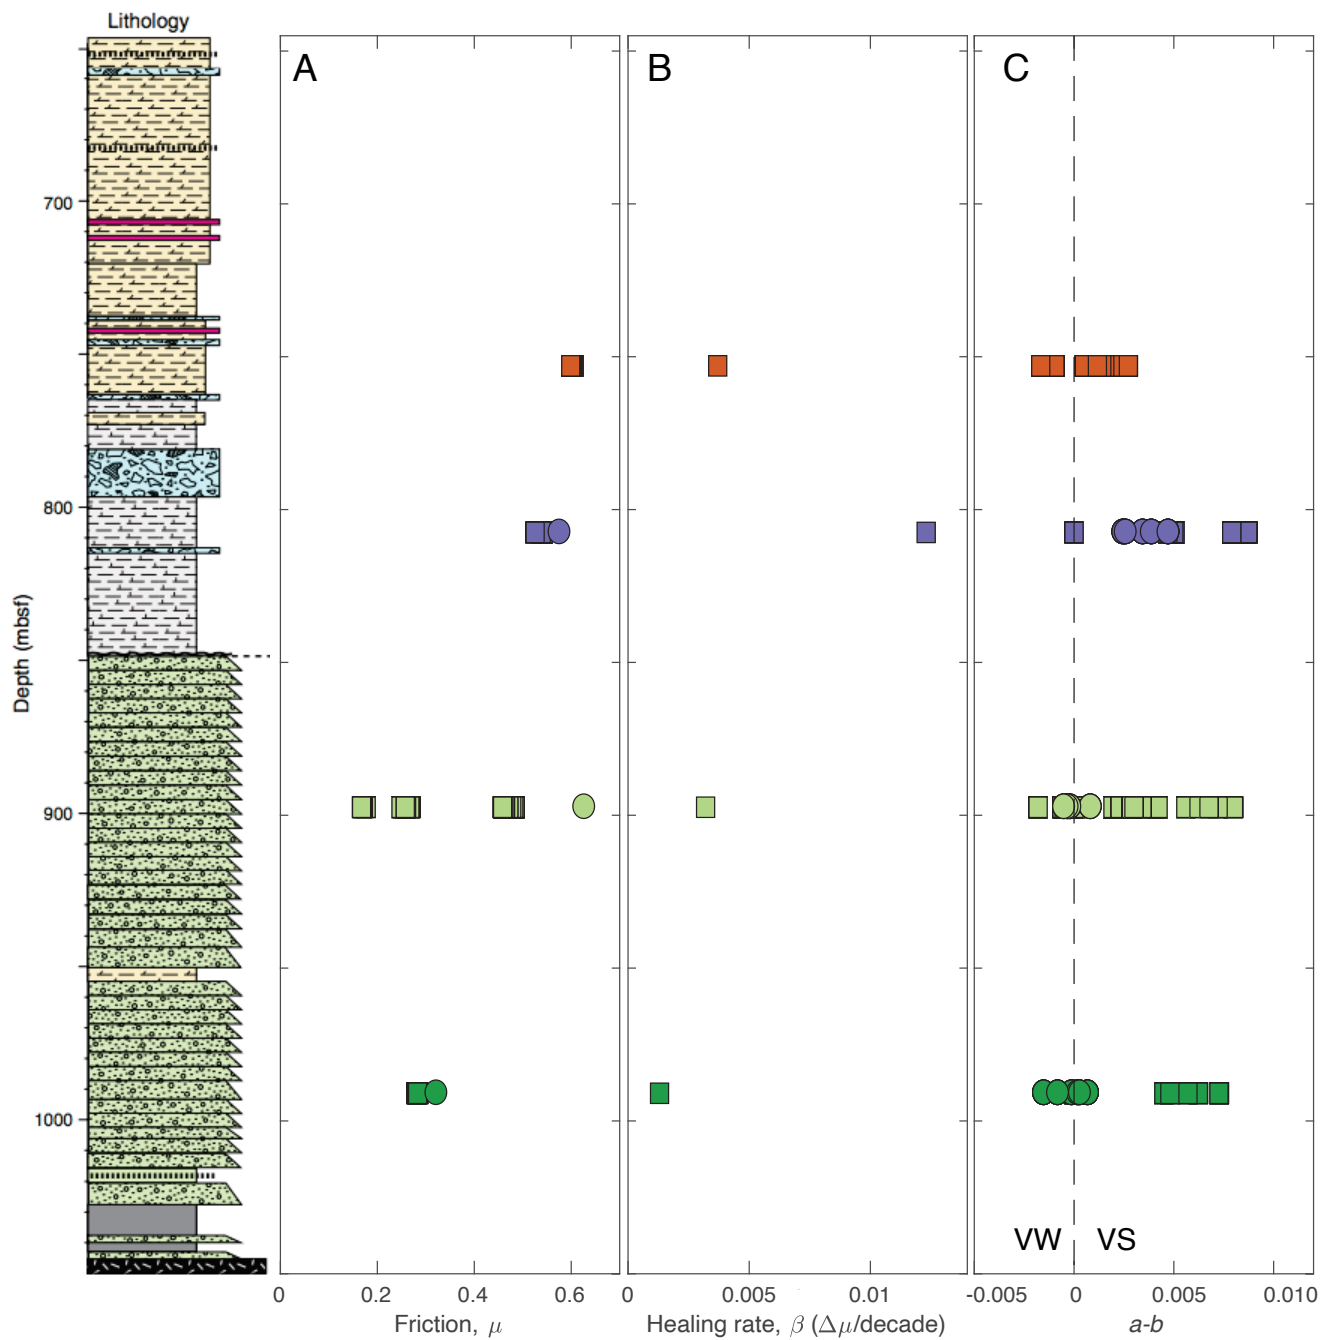 Lithology
A
B
C
700
800
900
1000
Depth (mbsf)
VW
VS
0
0.2
0.4
0.6
0
0.005
0.01
-0.005
0
0.005
0.010
Friction, μ
Healing rate, β (Δμ/decade)
a-b